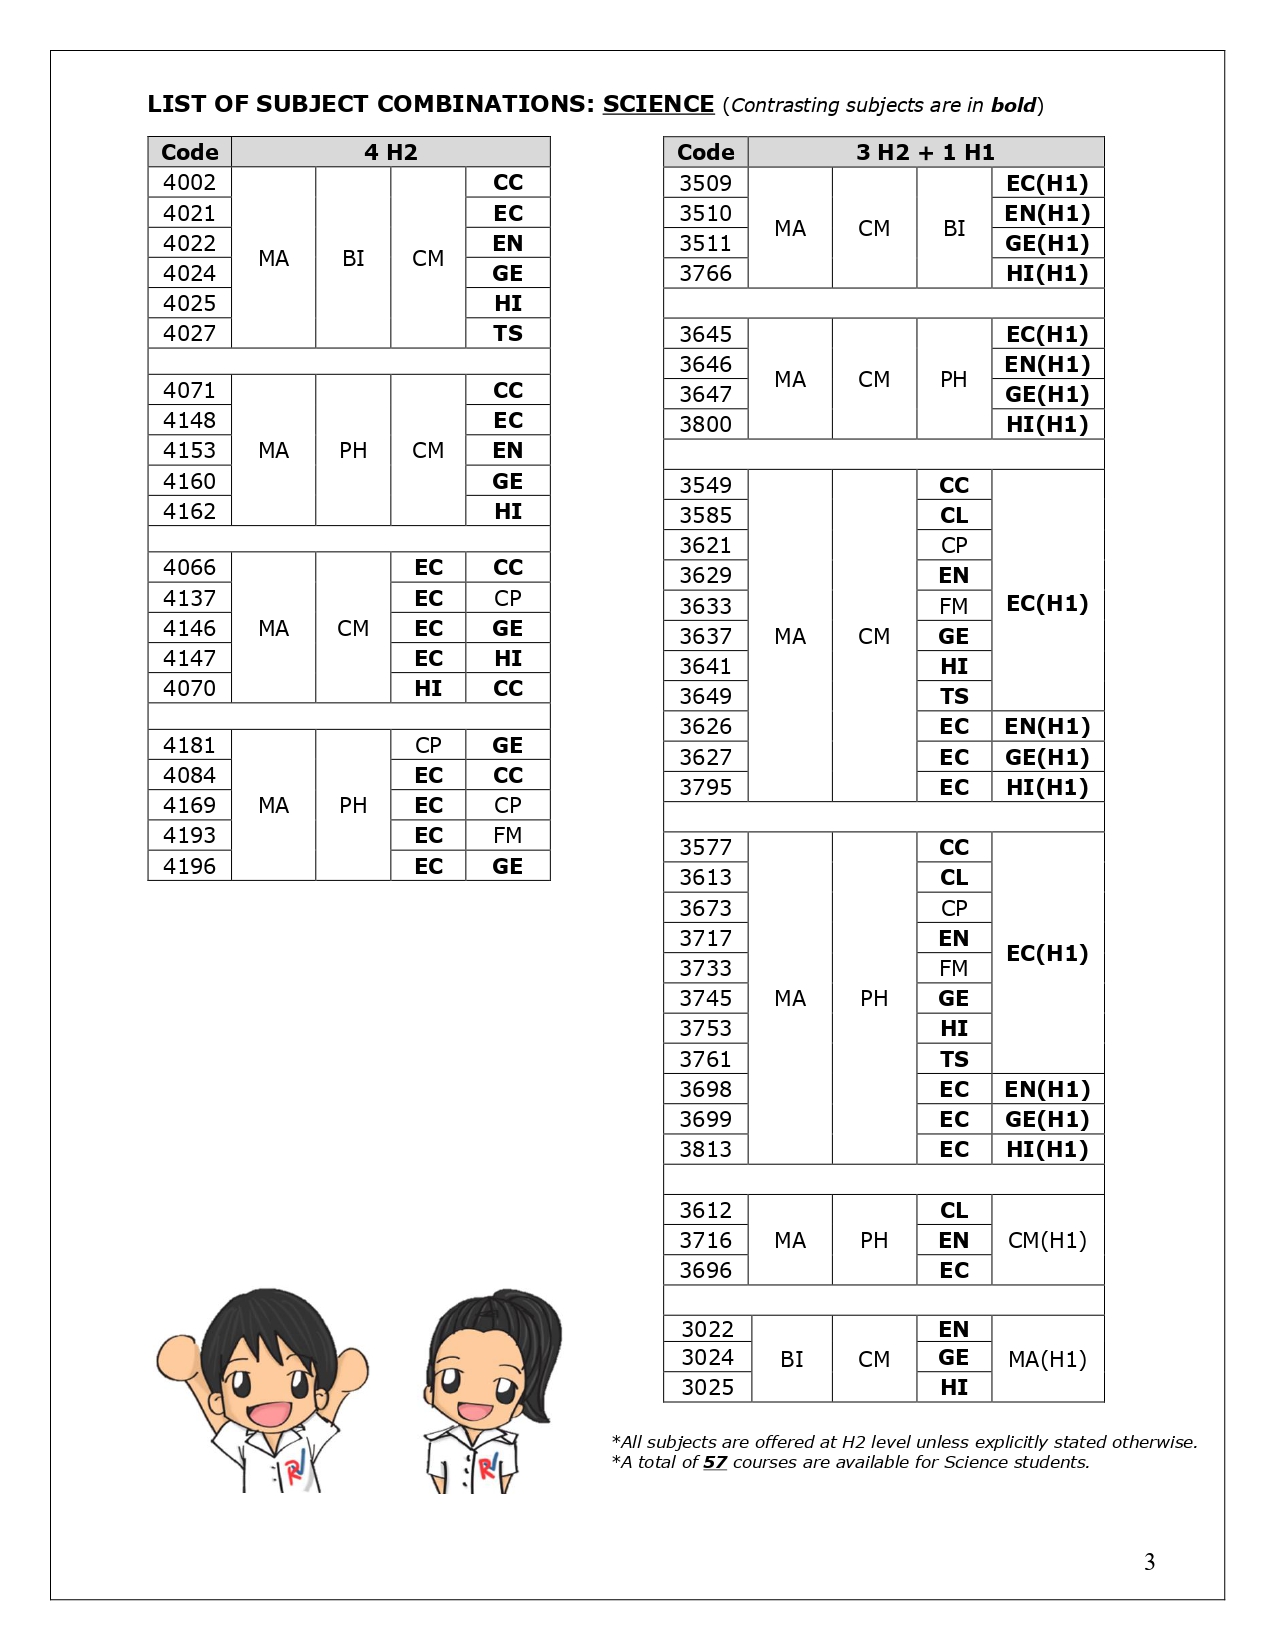 LIST OF SUBJECT COMBINATIONS: SCIENCE (Contrasting subjects are in bold)
Code 4 H2
4002 CC
4021 EC
4022 EN
MA BI CM
4024 GE
4025 HI
4027 TS
4071 CC
4148 EC
4153 MA PH CM EN
4160 GE
4162 HI
4066 EC CC
4137 EC CP
4146 MA CM EC GE
4147 EC HI
4070 HI CC
4181 CP GE
4084 EC CC
4169 MA PH EC CP
4193 EC FM
4196 EC GE
Code 3 H2 + 1 H1
3509 EC(H1)
3510 EN(H1)
MA CM BI
3511 GE(H1)
3766 HI(H1)
3645 EC(H1)
3646 EN(H1)
MA CM PH
3647 GE(H1)
3800 HI(H1)
3549 CC
3585 CL
3621 CP
3629 EN
EC(H1)
3633 FM
3637 MA CM GE
3641 HI
3649 TS
3626 EC EN(H1)
3627 EC GE(H1)
3795 EC HI(H1)
3577 CC
3613 CL
3673 CP
3717 EN
EC(H1)
3733 FM
3745 MA PH GE
3753 HI
3761 TS
3698 EC EN(H1)
3699 EC GE(H1)
3813 EC HI(H1)
3612 CL
3716 MA PH EN CM(H1)
3696 EC
3022 EN
3024 BI CM GE MA(H1)
3025 HI
RV
RV
*All subjects are offered at H2 level unless explicitly stated otherwise.
*A total of 57 courses are available for Science students.
3